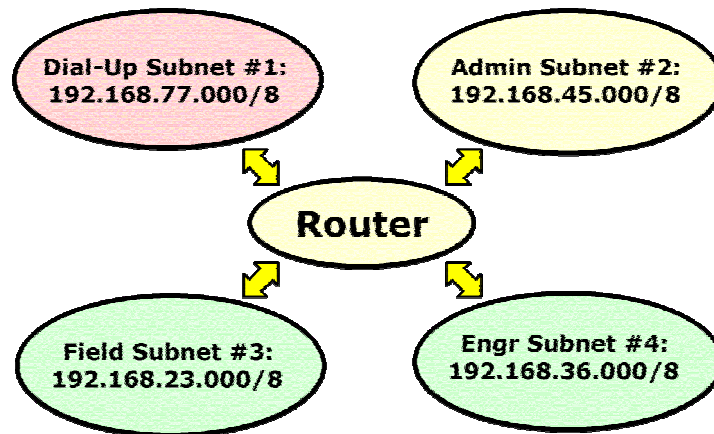 Dial-Up Subnet #1:
192.168.77.000/8
Admin Subnet #2:
192.168.45.000/8
Router
Field Subnet #3:
192.168.23.000/8
Engr Subnet #4:
192.168.36.000/8